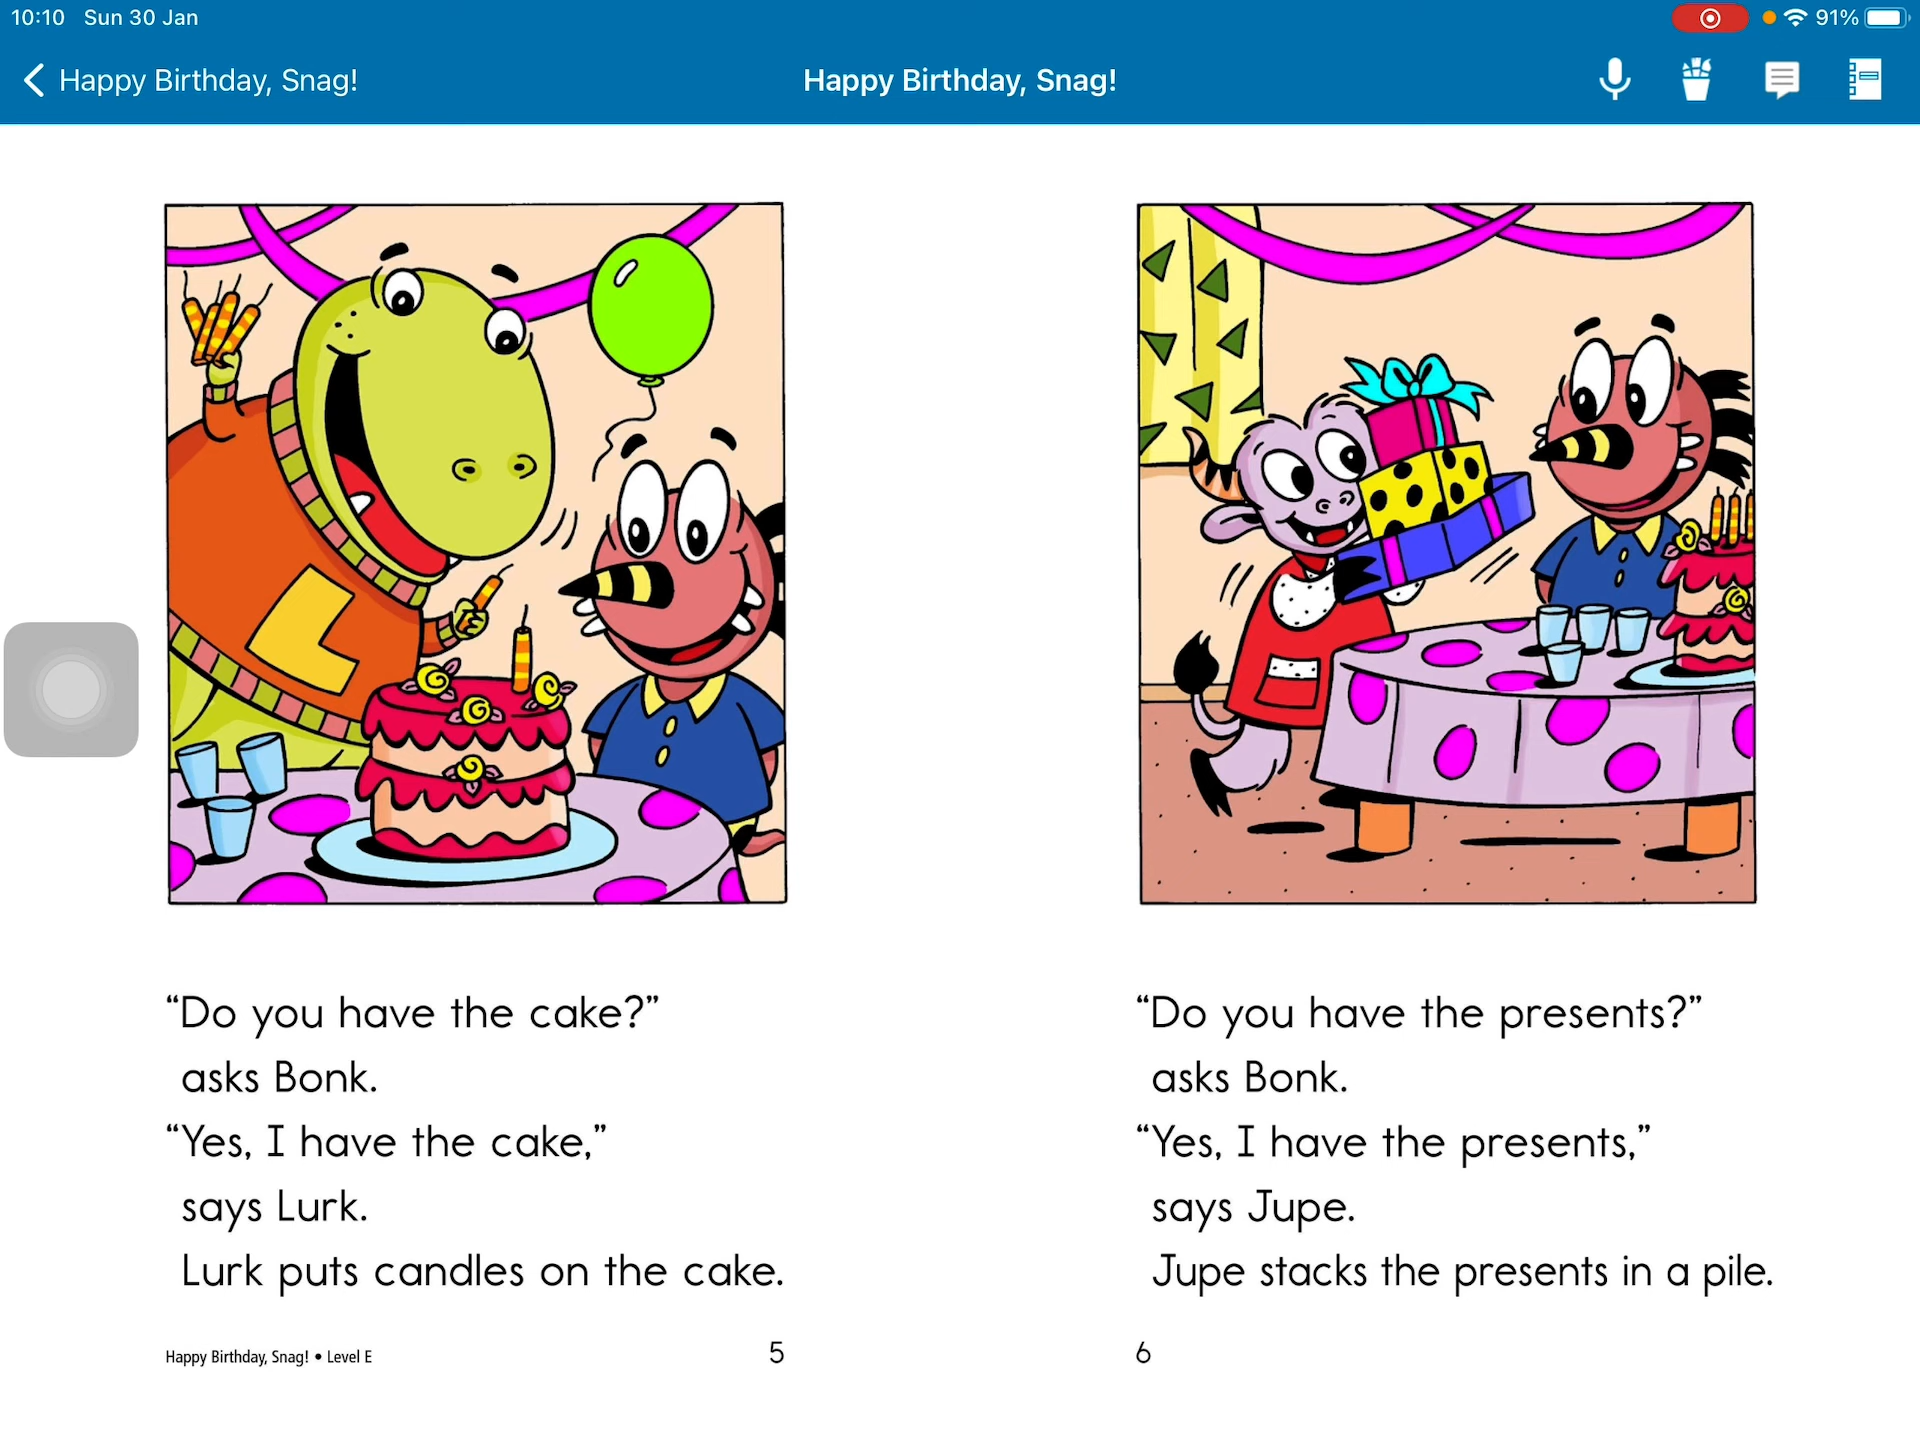 10:10 Sun 30 Jan
91%
Happy Birthday, Snag!
Happy Birthday, Snag!
L
“Do you have the cake?”
asks Bonk.
“Yes, I have the cake,”
says Lurk.
Lurk puts candles on the cake.
Happy Birthday, Snag! • Level E
5
“Do you have the presents?”
asks Bonk.
“Yes, I have the presents,”
says Jupe.
Jupe stacks the presents in a pile.
6